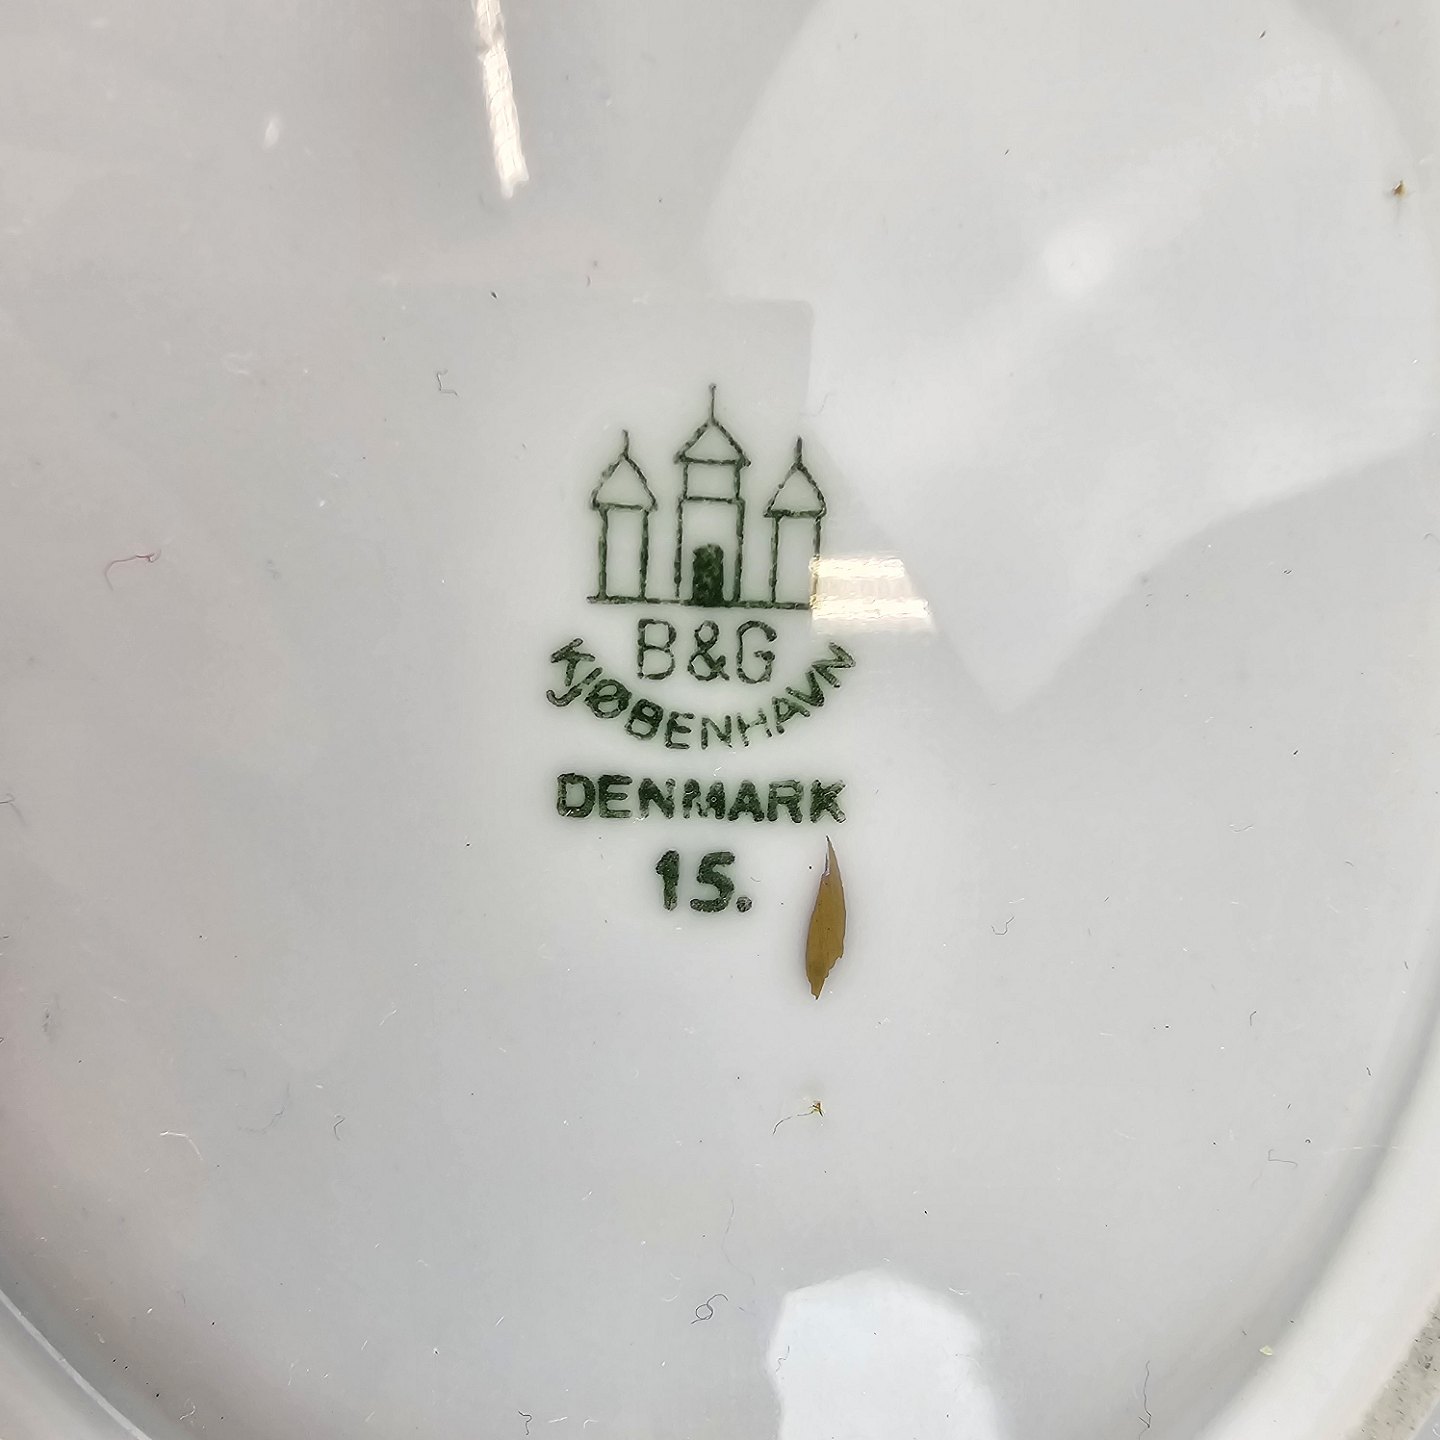 B&G
KJØBENHAVN
DENMARK
15.